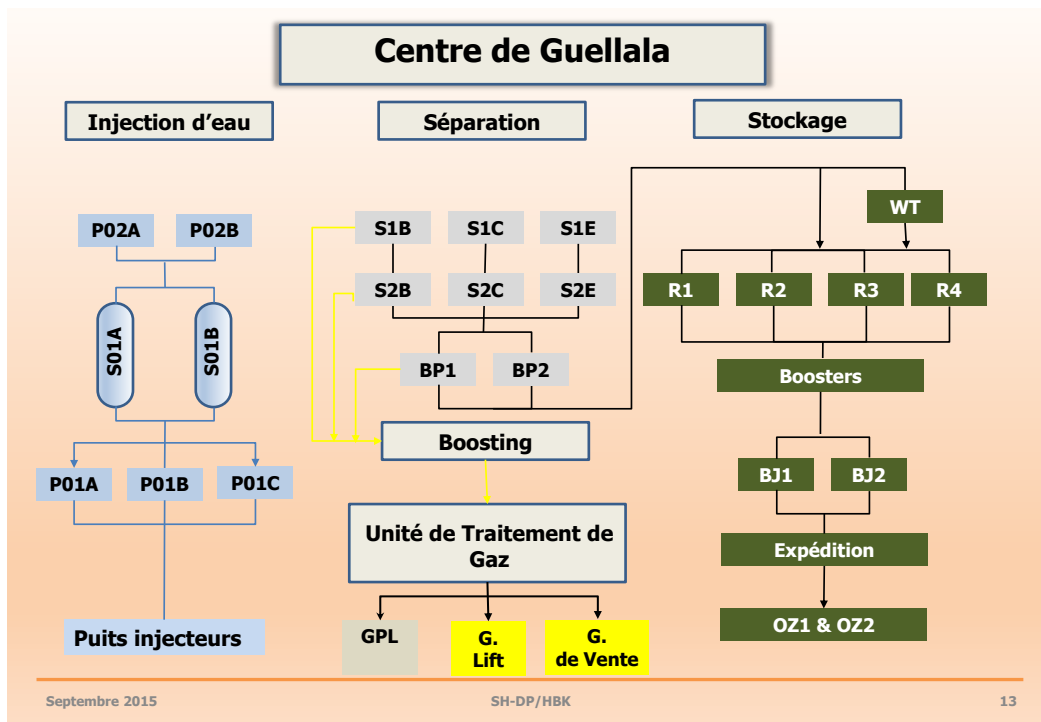 Centre de Guellala
Injection d'eau
Séparation
Stockage
P02A
P02B
S01A
S01B
P01A
P01B
P01C
Puits injecteurs
S1B
S1C
S1E
S2B
S2C
S2E
BP1
BP2
Boosting
Unité de Traitement de
Gaz
GPL
G.
Lift
G.
de Vente
WT
R1
R2
R3
R4
Boosters
BJ1
BJ2
Expédition
OZ1 & OZ2
Septembre 2015
SH-DP/HBK
13